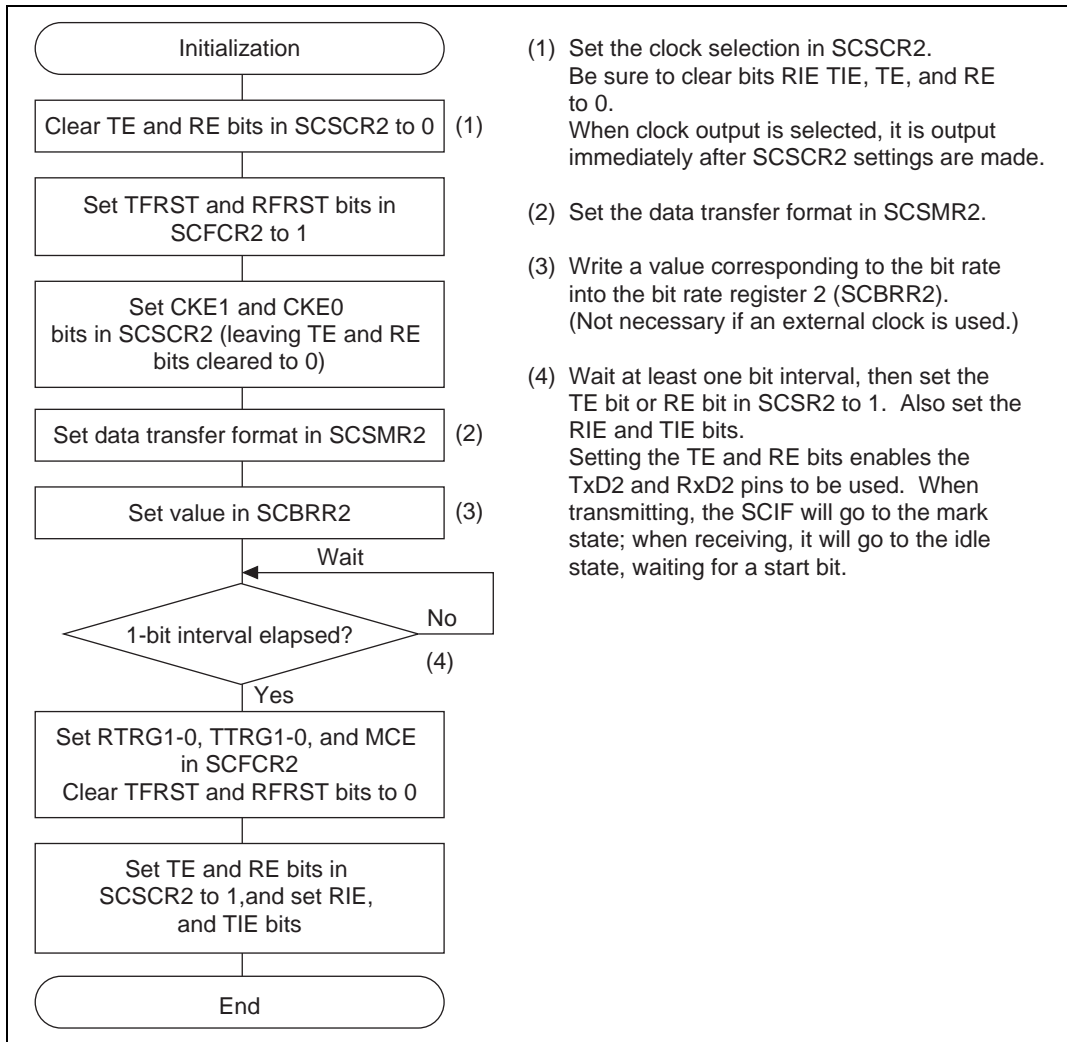 Initialization
Clear TE and RE bits in SCSCR2 to 0
(1)
Set TFRST and RFRST bits in
SCFCR2 to 1
Set CKE1 and CKE0
bits in SCSCR2 (leaving TE and RE
bits cleared to 0)
Set data transfer format in SCSMR2
(2)
Set value in SCBRR2
(3)
Wait
1-bit interval elapsed?
No
(4)
Yes
Set RTRG1-0, TTRG1-0, and MCE
in SCFCR2
Clear TFRST and RFRST bits to 0
Set TE and RE bits in
SCSCR2 to 1,and set RIE,
and TIE bits
End
(1) Set the clock selection in SCSCR2.
Be sure to clear bits RIE TIE, TE, and RE
to 0.
When clock output is selected, it is output
immediately after SCSCR2 settings are made.
(2) Set the data transfer format in SCSMR2.
(3) Write a value corresponding to the bit rate
into the bit rate register 2 (SCBRR2).
(Not necessary if an external clock is used.)
(4) Wait at least one bit interval, then set the
TE bit or RE bit in SCSR2 to 1. Also set the
RIE and TIE bits.
Setting the TE and RE bits enables the
TxD2 and RxD2 pins to be used. When
transmitting, the SCIF will go to the mark
state; when receiving, it will go to the idle
state, waiting for a start bit.